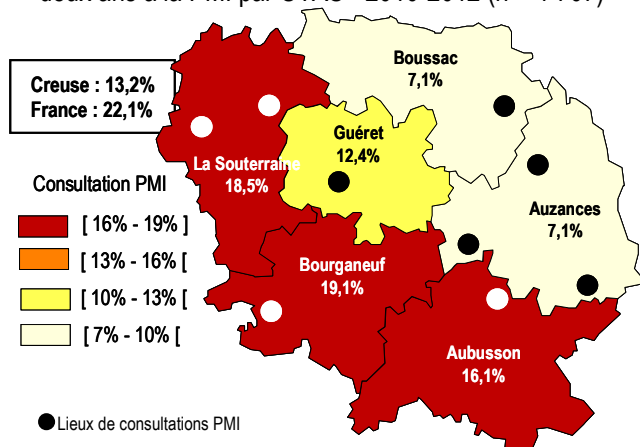 Creuse : 13,2%
France : 22,1%
Boussac
7,1%
Guéret
12,4%
La Souterraine
18,5%
Auzances
7,1%
Bourganeuf
19,1%
Aubusson
16,1%
Consultation PMI
[ 16% - 19% ]
[ 13% - 16% [
[ 10% - 13% [
[ 7% - 10% [
Lieux de consultations PMI